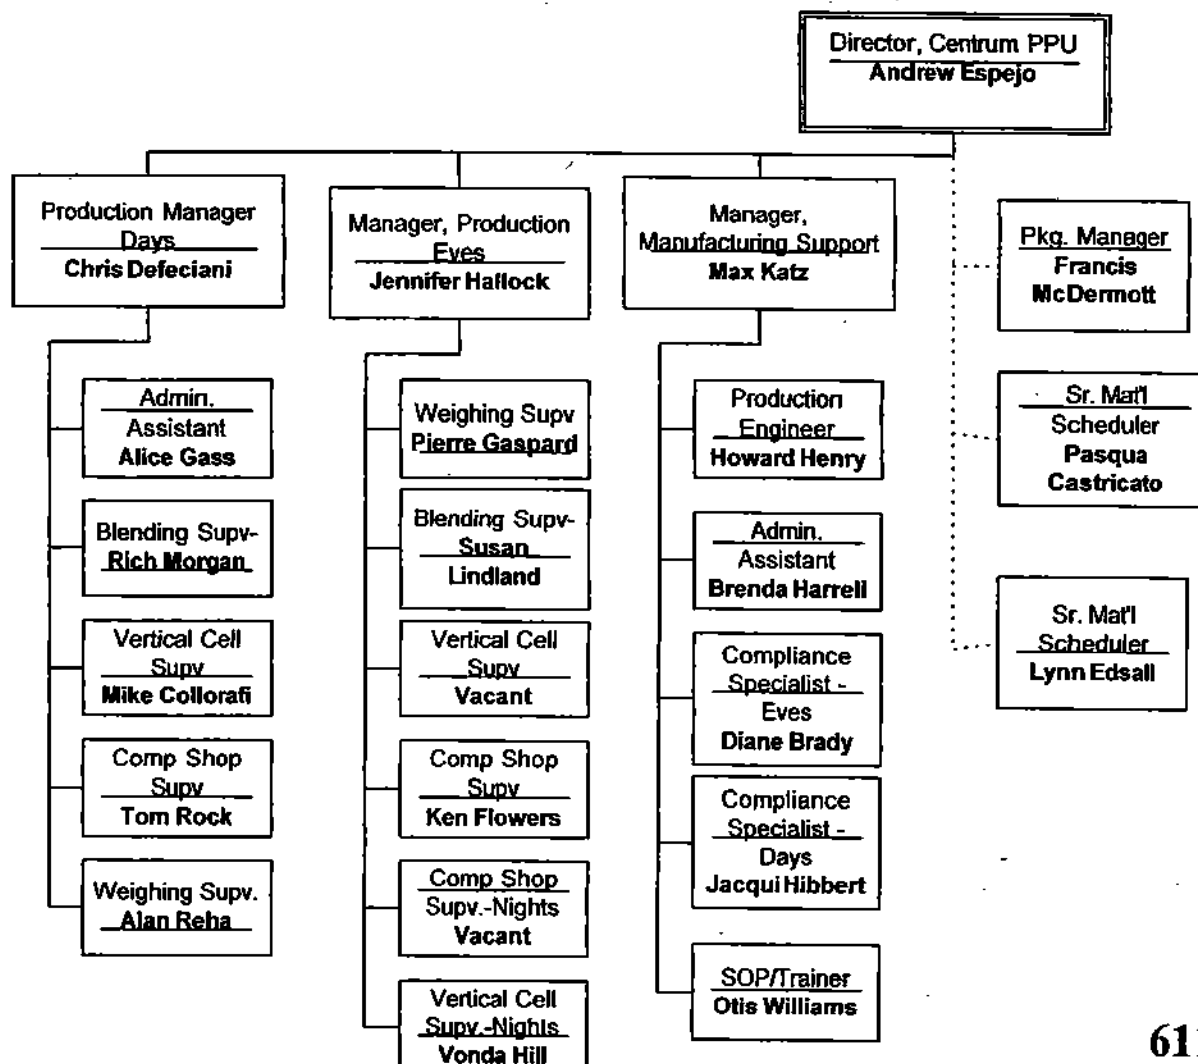 Director, Centrum PPU
Andrew Espejo
Production Manager
Days
Chris Defeciani
Manager, Production
Eves
Jennifer Hallock
Manager,
Manufacturing Support
Max Katz
Pkg. Manager
Francis
McDermott
Admin.
Assistant
Alice Gass
Blending Supv-
Rich Morgan
Vertical Cell
Supv
Mike Collorafi
Comp Shop
Supv
Tom Rock
Weighing Supv.
Alan Reha
Weighing Supv
Pierre Gaspard
Blending Supv-
Susan
Lindland
Vertical Cell
Supv
Vacant
Comp Shop
Supv
Ken Flowers
Comp Shop
Supv.-Nights
Vacant
Vertical Cell
Supv.-Nights
Vonda Hill
Production
Engineer
Howard Henry
Admin.
Assistant
Brenda Harrell
Compliance
Specialist -
Eves
Diane Brady
Compliance
Specialist -
Days
Jacqui Hibbert
SOP/Trainer
Otis Williams
Sr. Mat'l
Scheduler
Pasqua
Castricato
Sr. Mat'l
Scheduler
Lynn Edsall